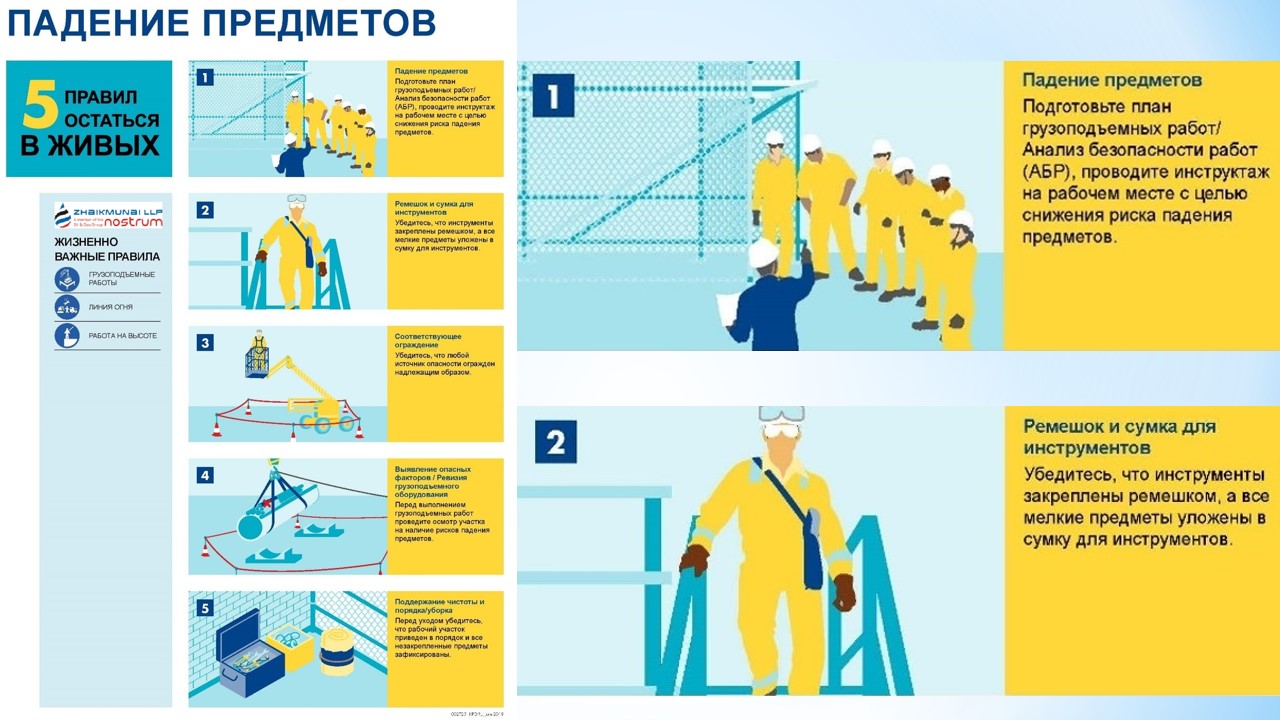 ПАДЕНИЕ ПРЕДМЕТОВ
5 ПРАВИЛ
ОСТАТЬСЯ
В ЖИВЫХ
ZHAIKMUNAI LLP
nostrum
ЖИЗНЕННО
ВАЖНЫЕ ПРАВИЛА
ГРУЗОПОДЪЕМНЫЕ
РАБОТЫ
ЛИНИЯ ОГНЯ
РАБОТА НА ВЫСОТЕ
1
Падение предметов
Подготовьте план
грузоподъемных работ/
Анализ безопасности работ
(АБР), проводите инструктаж
на рабочем месте с целью
снижения риска падения
предметов.
2
Ремешок и сумка для
инструментов
Убедитесь, что инструменты
закреплены ремешком, а все
мелкие предметы уложены в
сумку для инструментов.
3
Соответствующее
ограждение
Убедитесь, что любой
источник опасности огражден
надлежащим образом.
4
Выявление опасных
факторов / Ревизия
грузоподъемного
оборудования
Перед выполнением
грузоподъемных работ
проведите осмотр участка
на наличие рисков падения
предметов.
5
Поддержание чистоты и
порядка/уборка
Перед уходом убедитесь,
что рабочий участок
приведен в порядок и все
незакрепленные предметы
зафиксированы.
1
Падение предметов
Подготовьте план
грузоподъемных работ/
Анализ безопасности работ
(АБР), проводите инструктаж
на рабочем месте с целью
снижения риска падения
предметов.
2
Ремешок и сумка для
инструментов
Убедитесь, что инструменты
закреплены ремешком, а все
мелкие предметы уложены в
сумку для инструментов.